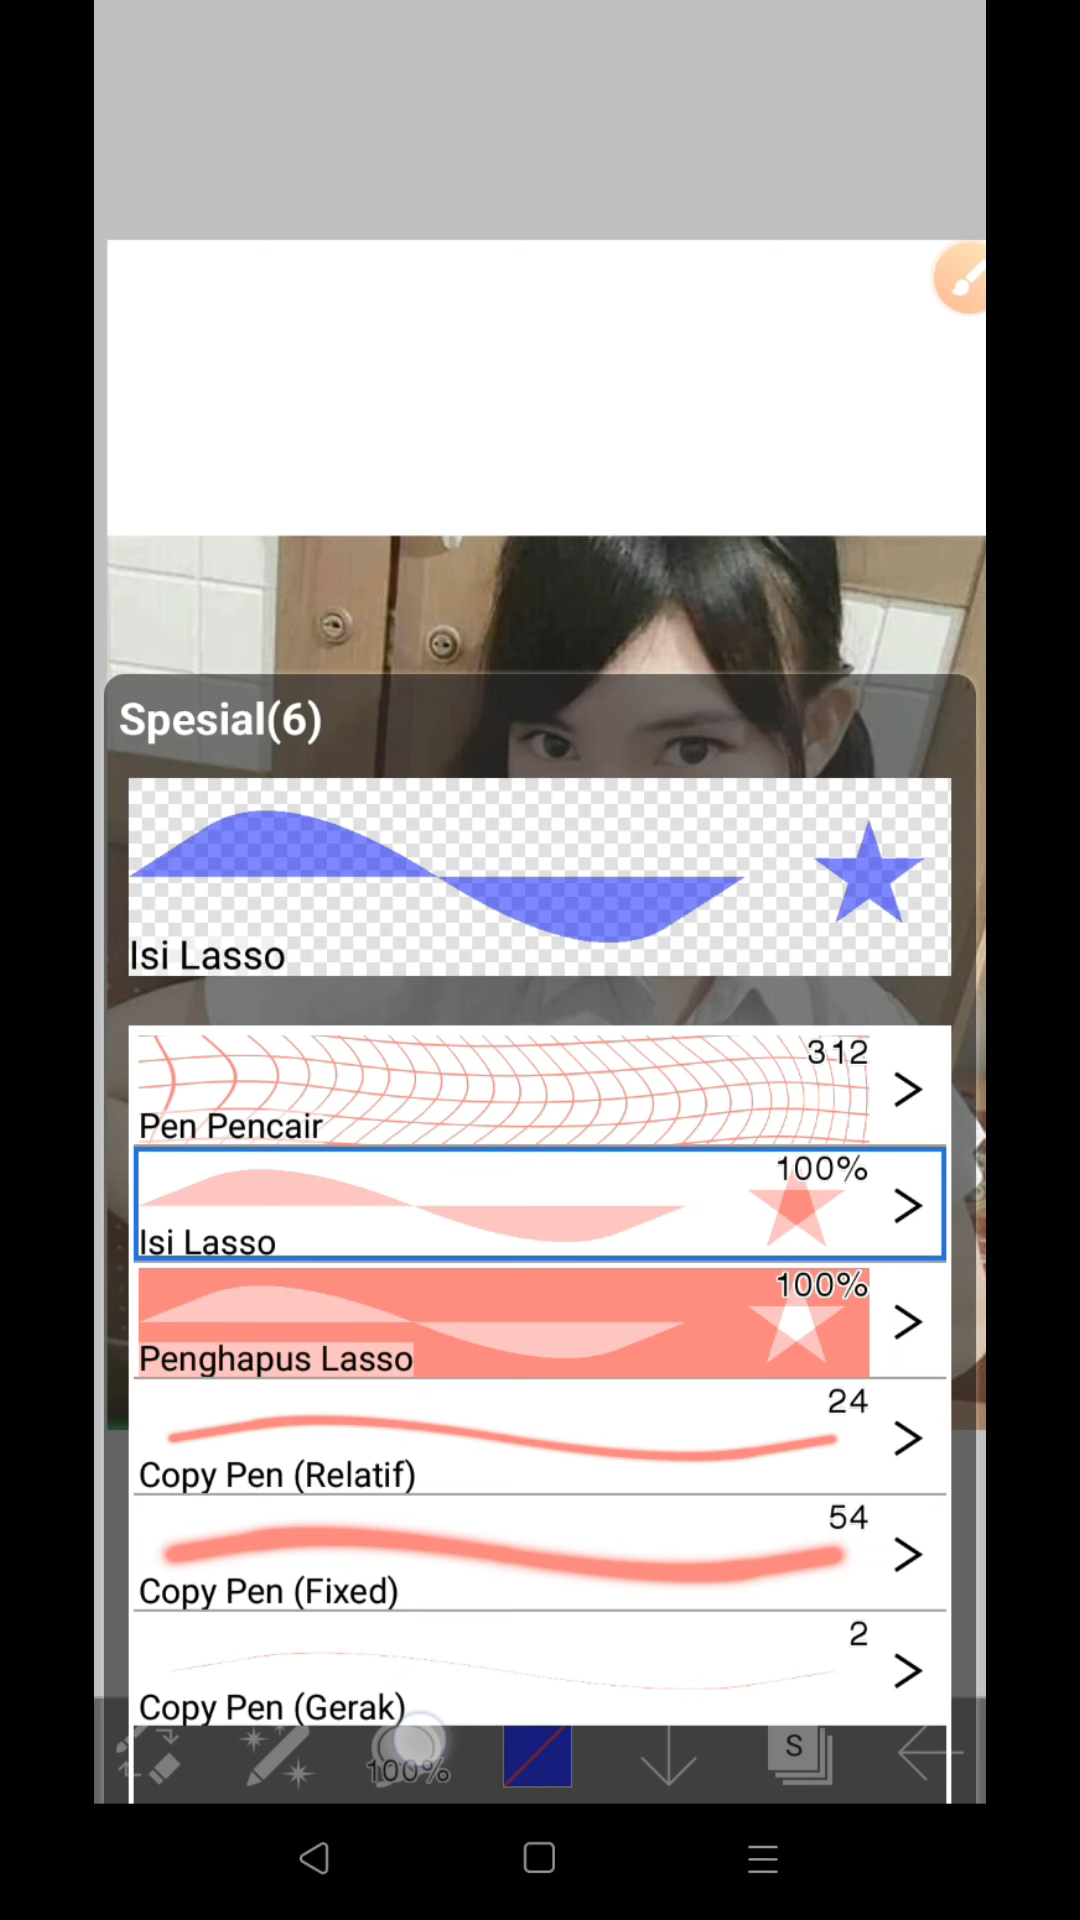 Spesial(6)
Isi Lasso
312
Pen Pencair
100%
Isi Lasso
100%
Penghapus Lasso
24
Copy Pen (Relatif)
54
Copy Pen (Fixed)
2
Copy Pen (Gerak)
100%
S